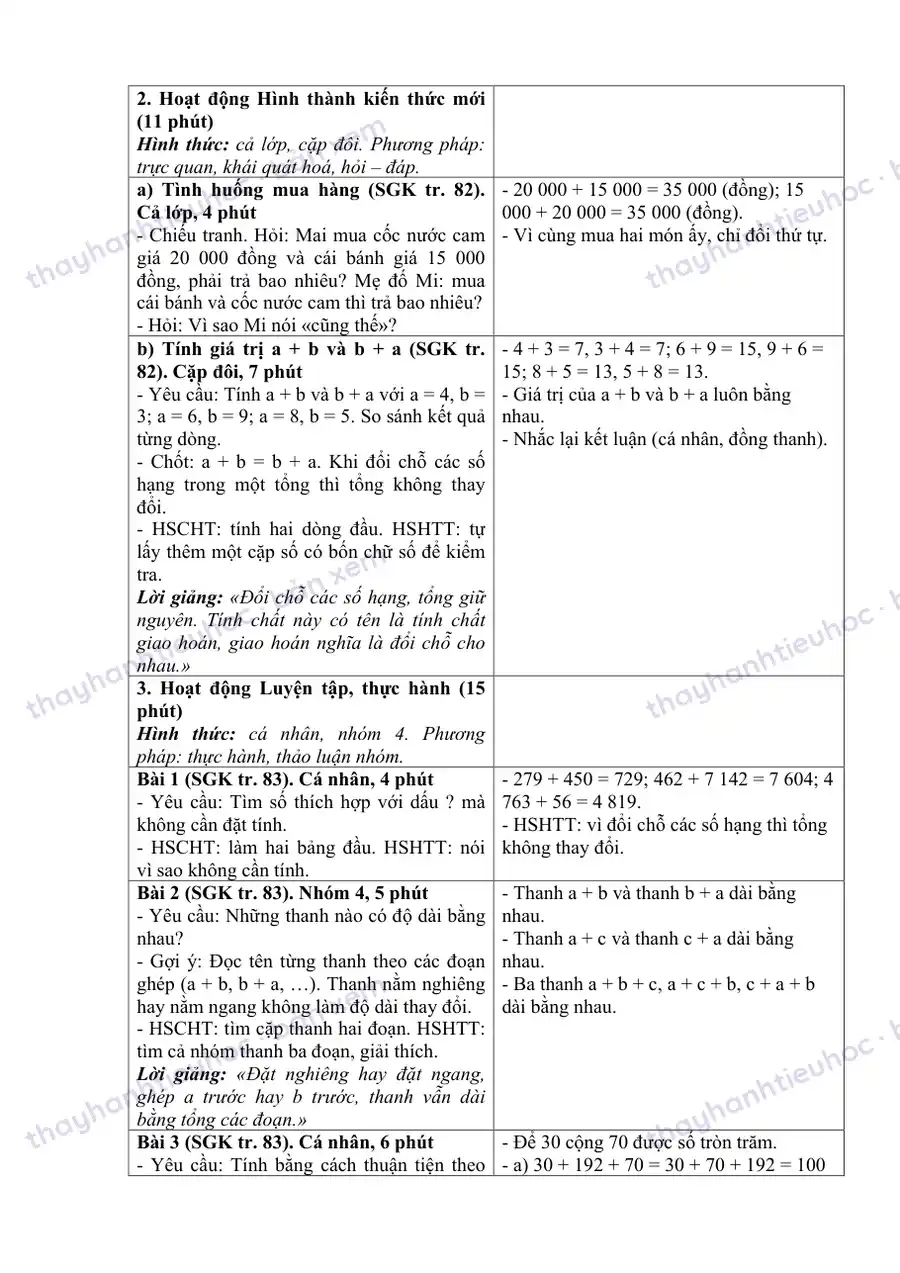 2. Hoạt động Hình thành kiến thức mới
(11 phút)
Hình thức: cả lớp, cặp đôi. Phương pháp:
trực quan, khái quát hoá, hỏi – đáp.
a) Tình huống mua hàng (SGK tr. 82).
Cả lớp, 4 phút
- Chiếu tranh. Hỏi: Mai mua cốc nước cam
giá 20 000 đồng và cái bánh giá 15 000
đồng, phải trả bao nhiêu? Mẹ đố Mi: mua
cái bánh và cốc nước cam thì trả bao nhiêu?
- Hỏi: Vì sao Mi nói «cũng thế»?
- 20 000 + 15 000 = 35 000 (đồng); 15
000 + 20 000 = 35 000 (đồng).
- Vì cùng mua hai món ấy, chỉ đổi thứ tự.
b) Tính giá trị a + b và b + a (SGK tr.
82). Cặp đôi, 7 phút
- Yêu cầu: Tính a + b và b + a với a = 4, b =
3; a = 6, b = 9; a = 8, b = 5. So sánh kết quả
từng dòng.
- Chốt: a + b = b + a. Khi đổi chỗ các số
hạng trong một tổng thì tổng không thay
đổi.
- HSCHT: tính hai dòng đầu. HSHTT: tự
lấy thêm một cặp số có bốn chữ số để kiểm
tra.
Lời giảng: «Đổi chỗ các số hạng, tổng giữ
nguyên. Tính chất này có tên là tính chất
giao hoán, giao hoán nghĩa là đổi chỗ cho
nhau.»
- 4 + 3 = 7, 3 + 4 = 7; 6 + 9 = 15, 9 + 6 =
15; 8 + 5 = 13, 5 + 8 = 13.
- Giá trị của a + b và b + a luôn bằng
nhau.
- Nhắc lại kết luận (cá nhân, đồng thanh).
3. Hoạt động Luyện tập, thực hành (15
phút)
Hình thức: cá nhân, nhóm 4. Phương
pháp: thực hành, thảo luận nhóm.
Bài 1 (SGK tr. 83). Cá nhân, 4 phút
- Yêu cầu: Tìm số thích hợp với dấu ? mà
không cần đặt tính.
- HSCHT: làm hai bảng đầu. HSHTT: nói
vì sao không cần tính.
- 279 + 450 = 729; 462 + 7 142 = 7 604; 4
763 + 56 = 4 819.
- HSHTT: vì đổi chỗ các số hạng thì tổng
không thay đổi.
Bài 2 (SGK tr. 83). Nhóm 4, 5 phút
- Yêu cầu: Những thanh nào có độ dài bằng
nhau?
- Gợi ý: Đọc tên từng thanh theo các đoạn
ghép (a + b, b + a, …). Thanh nằm nghiêng
hay nằm ngang không làm độ dài thay đổi.
- HSCHT: tìm cặp thanh hai đoạn. HSHTT:
tìm cả nhóm thanh ba đoạn, giải thích.
Lời giảng: «Đặt nghiêng hay đặt ngang,
ghép a trước hay b trước, thanh vẫn dài
bằng tổng các đoạn.»
- Thanh a + b và thanh b + a dài bằng
nhau.
- Thanh a + c và thanh c + a dài bằng
nhau.
- Ba thanh a + b + c, a + c + b, c + a + b
dài bằng nhau.
Bài 3 (SGK tr. 83). Cá nhân, 6 phút
- Yêu cầu: Tính bằng cách thuận tiện theo
- Để 30 cộng 70 được số tròn trăm.
- a) 30 + 192 + 70 = 30 + 70 + 192 = 100
thayhanhtieuhoc · bản xem
thayhanhtieuhoc · b
thayhanhtieuhoc · bản xem
thayhanhtieuhoc · b
thayhanhtieuhoc · bản xem
thayhanhtieuhoc · b